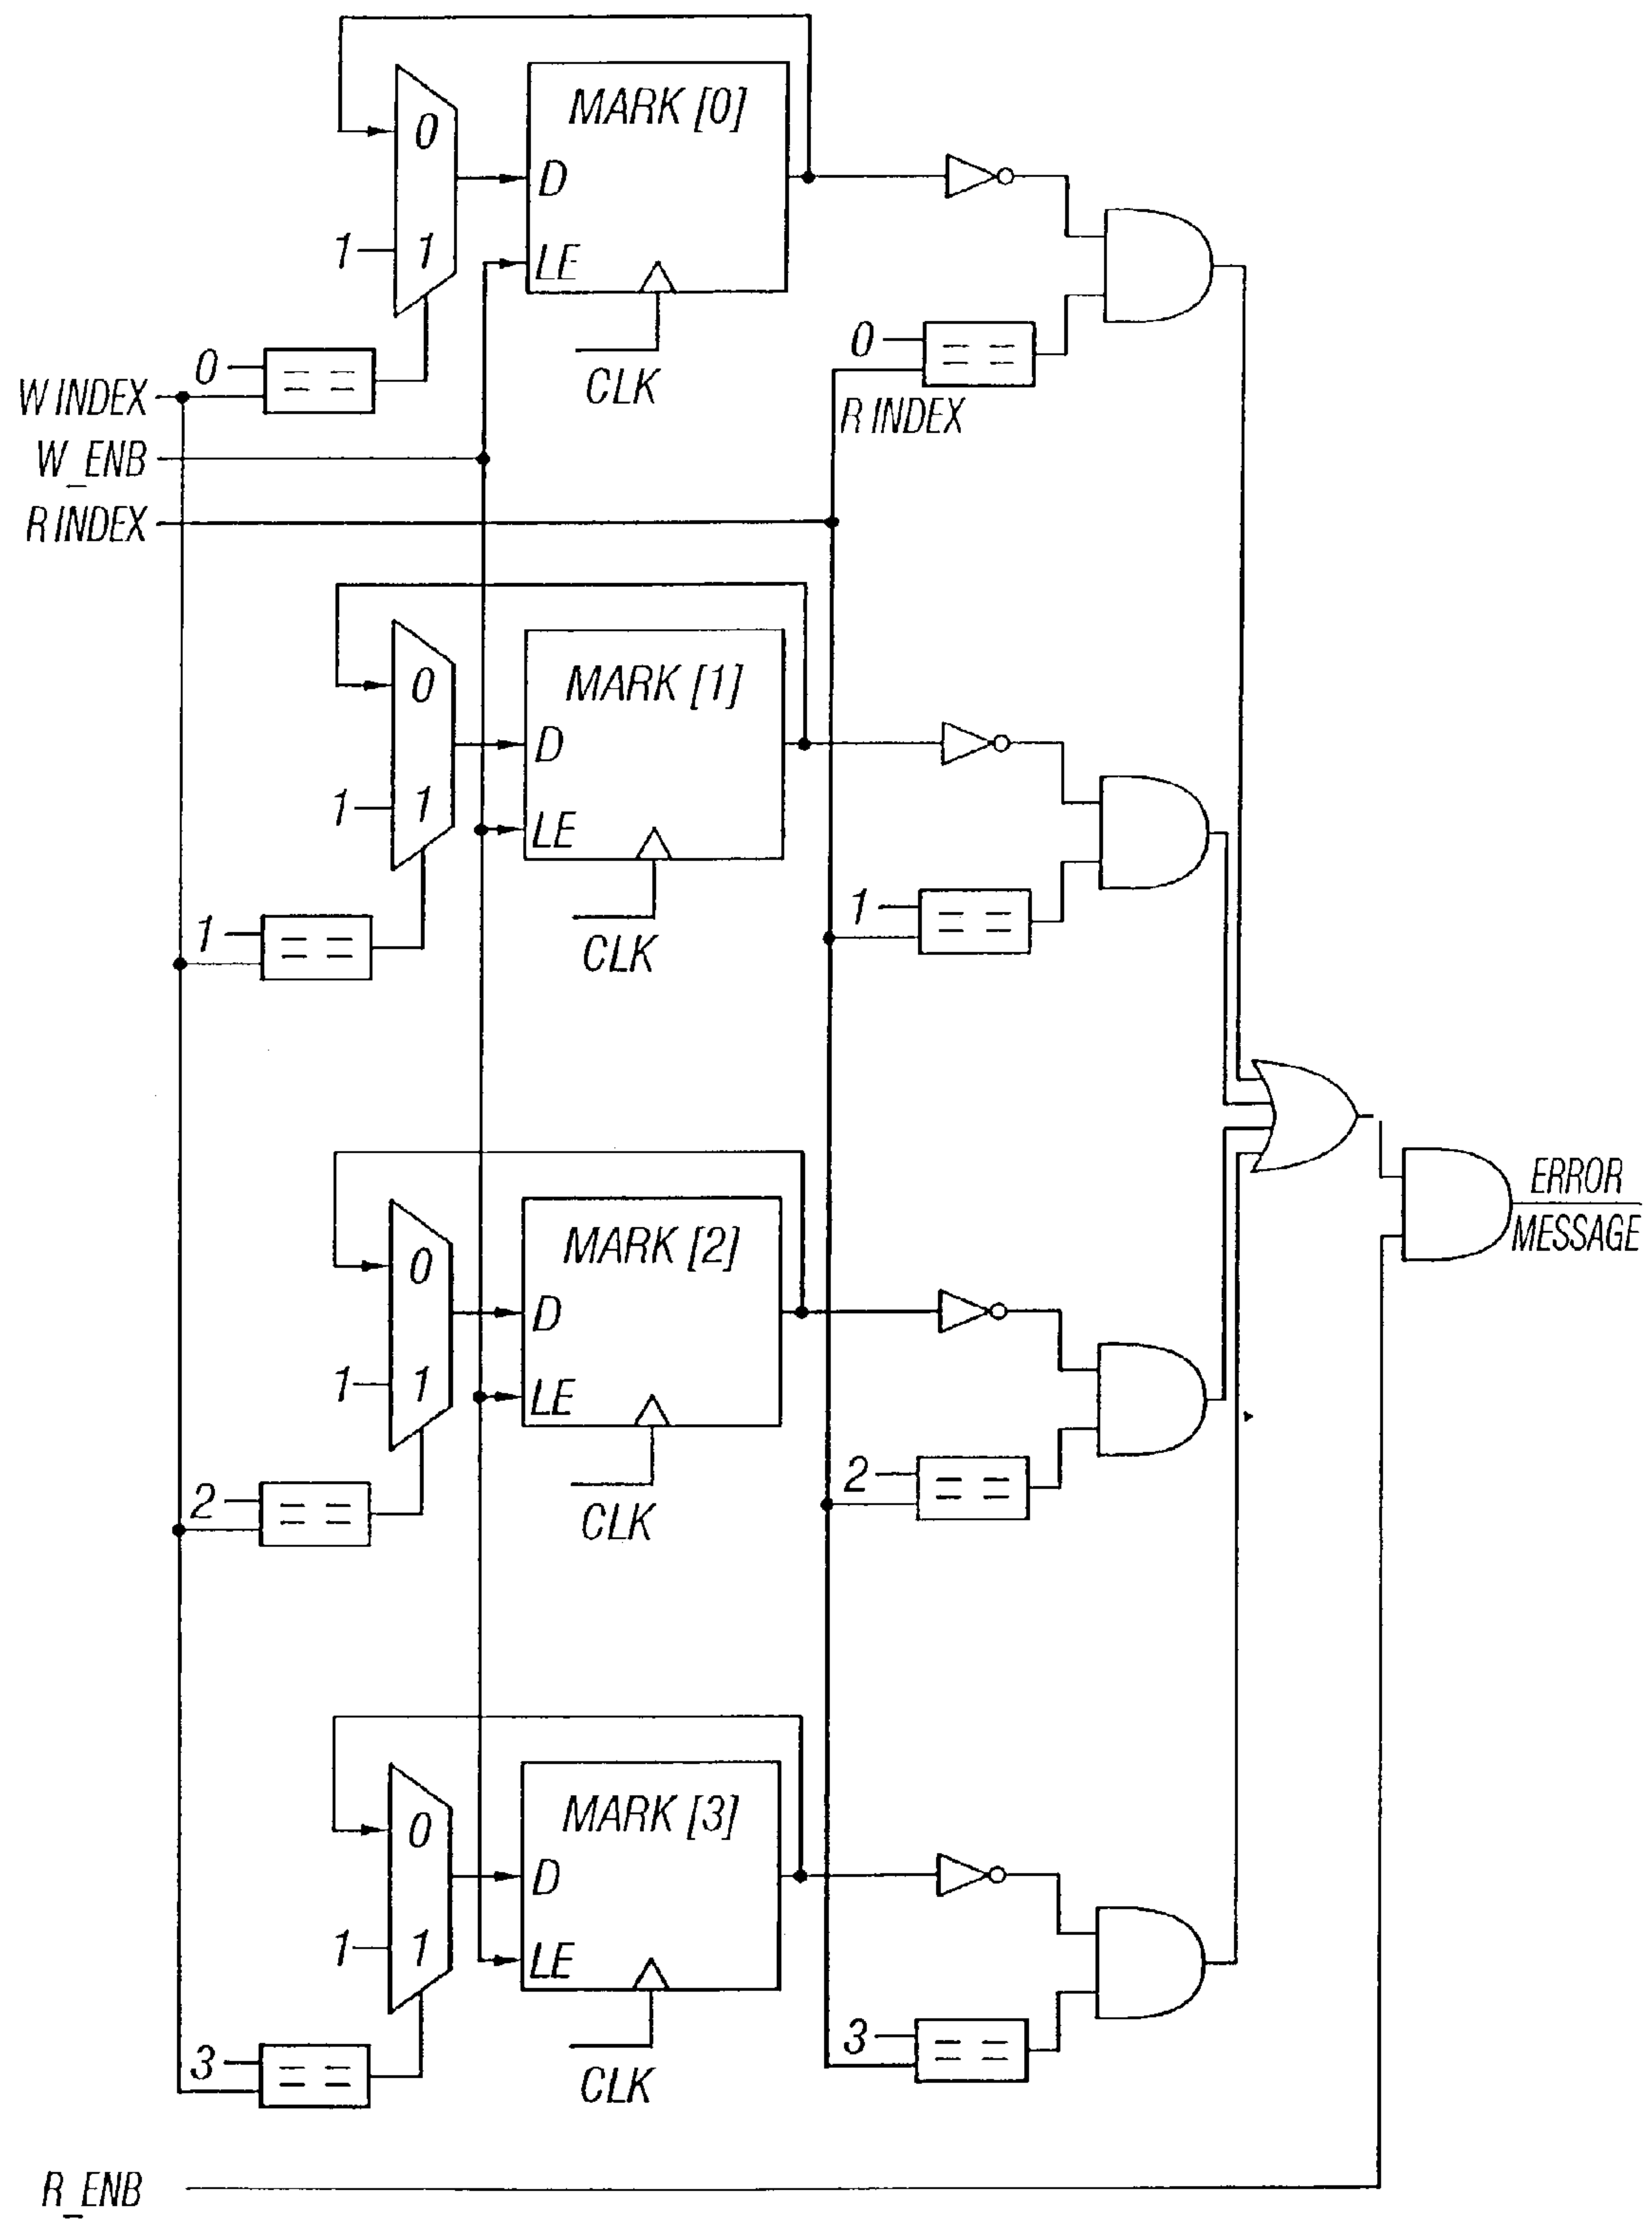 MARK [0]
0
D
1
1
LE
0
= =
CLK
0
= =
R INDEX
W INDEX
W_ENB
R INDEX
MARK [1]
0
D
1
1
LE
1
= =
CLK
1
= =
MARK [2]
0
D
1
1
LE
2
= =
CLK
2
= =
ERROR
MESSAGE
MARK [3]
0
D
1
1
LE
3
= =
CLK
3
= =
R_ENB